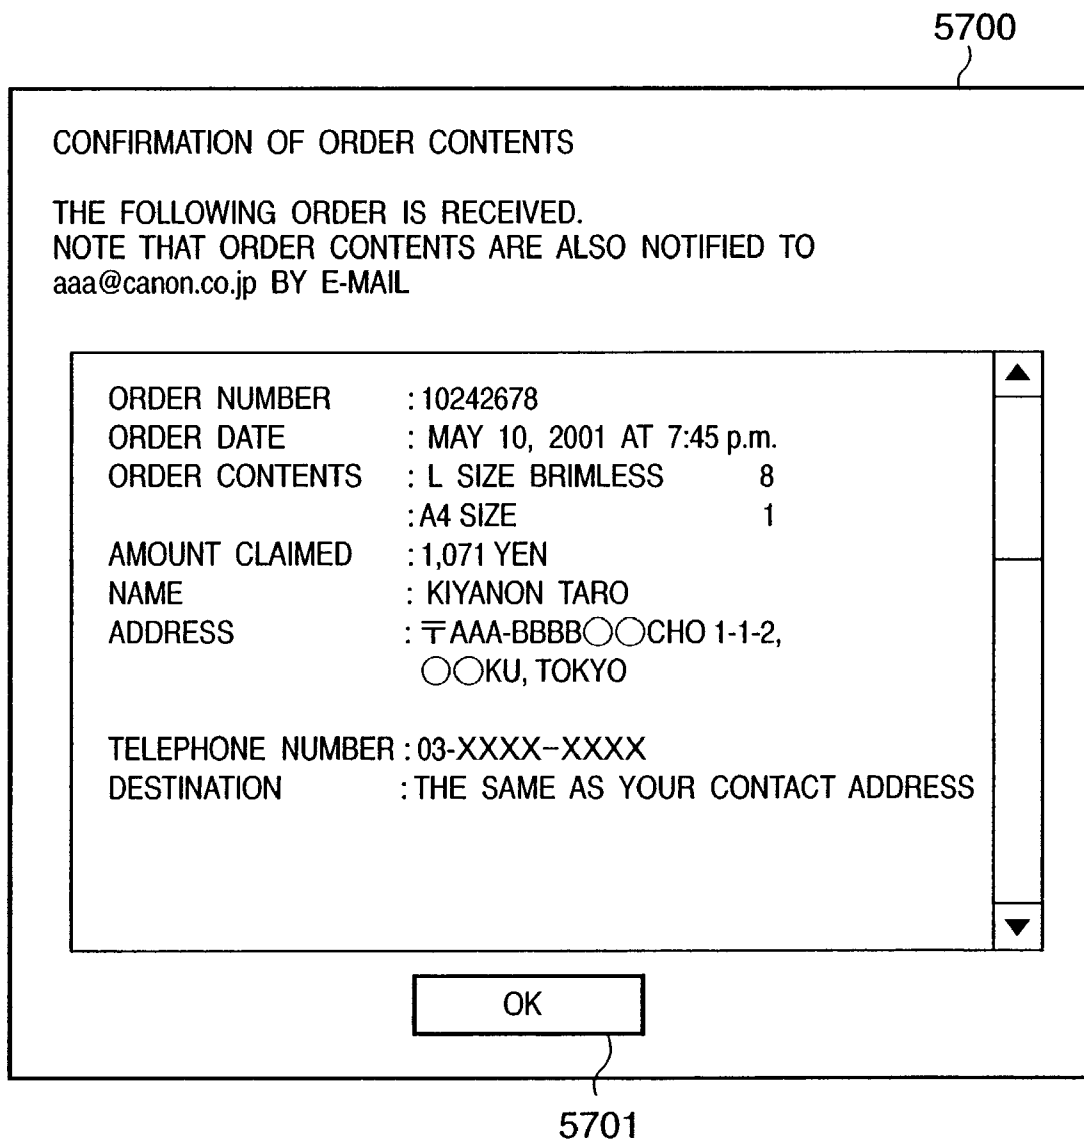 5700
CONFIRMATION OF ORDER CONTENTS
THE FOLLOWING ORDER IS RECEIVED.
NOTE THAT ORDER CONTENTS ARE ALSO NOTIFIED TO
aaa@canon.co.jp BY E-MAIL
ORDER NUMBER : 10242678
ORDER DATE : MAY 10, 2001 AT 7:45 p.m.
ORDER CONTENTS : L SIZE BRIMLESS 8
: A4 SIZE 1
AMOUNT CLAIMED : 1,071 YEN
NAME : KIYANON TARO
ADDRESS : 〒AAA-BBBB○○CHO 1-1-2,
○○KU, TOKYO
TELEPHONE NUMBER : 03-XXXX-XXXX
DESTINATION : THE SAME AS YOUR CONTACT ADDRESS
OK
5701